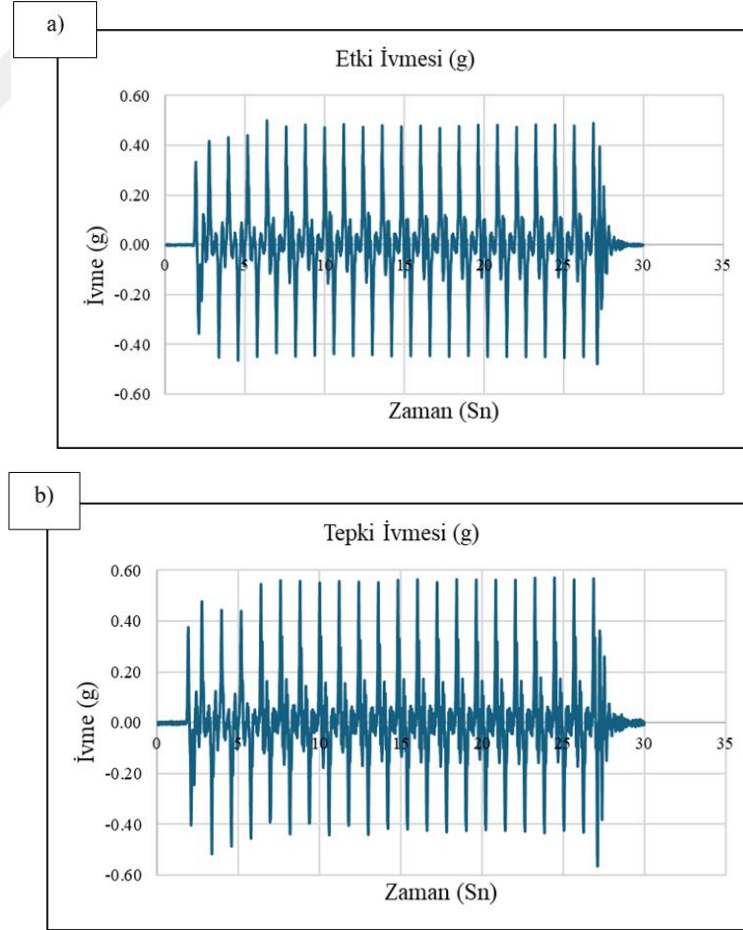 a)
Etki İvmesi (g)
0.60
0.40
0.20
0.00
-0.20
-0.40
-0.60
0 5 10 15 20 25 30 35
İvme (g)
Zaman (Sn)
b)
Tepki İvmesi (g)
0.60
0.40
0.20
0.00
-0.20
-0.40
-0.60
0 5 10 15 20 25 30 35
İvme (g)
Zaman (Sn)